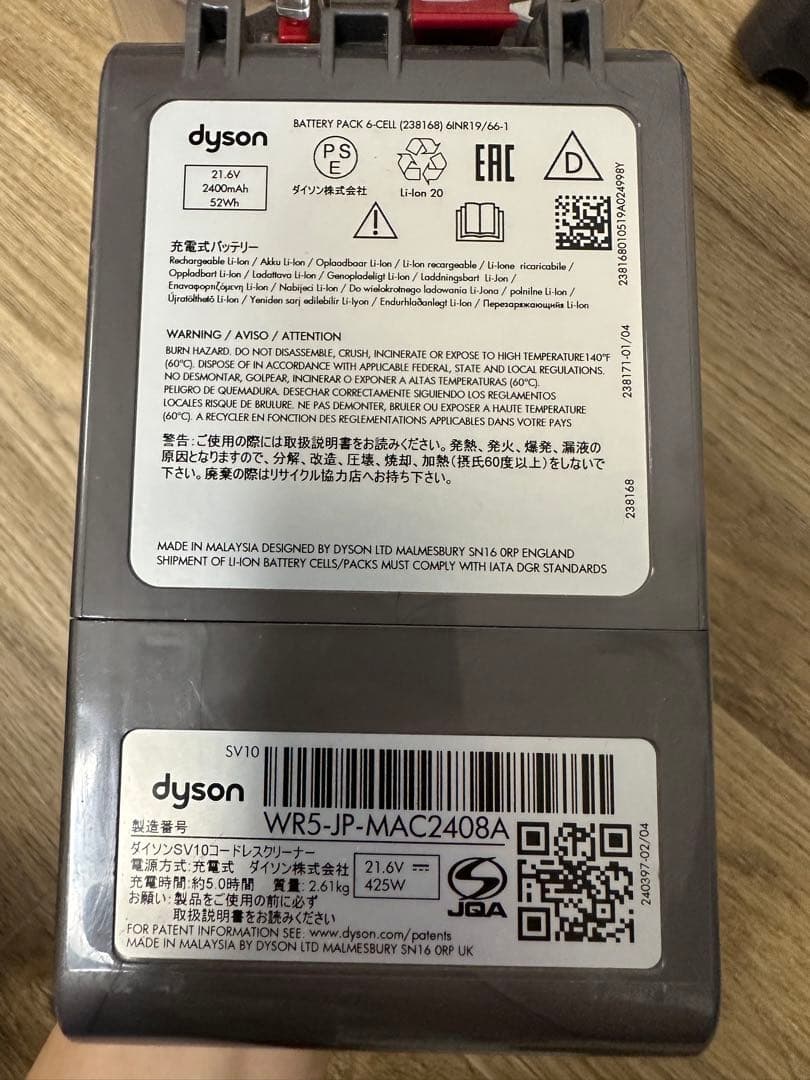 BATTERY PACK 6-CELL (238168) 6INR19/66-1
dyson
PS
E
EAC
D
21.6V
2400mAh
52Wh
ダイソン株式会社
Li-Ion 20
238168010519A024998Y
充電式バッテリー
Rechargeable Li-Ion / Akku Li-Ion / Oplaadbaar Li-Ion / Li-Ion recargeable / Li-Ione ricaricabile /
Oppladbart Li-Ion / Ladattava Li-Ion / Genopladeligt Li-Ion / Laddningsbart Li-Jon /
Επαναφορτιζόμενη Li-Ion / Nabíjecí Li-Ion / Do wielokrotnego ladowania Li-Jona / polnilne Li-Ion /
Újratölthető Li-Ion / Yeniden sarj edilebilir Li-Iyon / Endurhlaðanlegt Li-Ion / Перезаряжающийся Li-Ion
WARNING / AVISO / ATTENTION
BURN HAZARD. DO NOT DISASSEMBLE, CRUSH, INCINERATE OR EXPOSE TO HIGH TEMPERATURE140°F
(60°C). DISPOSE OF IN ACCORDANCE WITH APPLICABLE FEDERAL, STATE AND LOCAL REGULATIONS.
NO DESMONTAR, GOLPEAR, INCINERAR O EXPONER A ALTAS TEMPERATURAS (60°C).
PELIGRO DE QUEMADURA. DESECHAR CORRECTAMENTE SIGUIENDO LOS REGLAMENTOS
LOCALES RISQUE DE BRULURE. NE PAS DEMONTER, BRULER OU EXPOSER A HAUTE TEMPERATURE
(60°C). A RECYCLER EN FONCTION DES REGLEMENTATIONS APPLICABLES DANS VOTRE PAYS
238171-01/04
警告:ご使用の際には取扱説明書をお読みください。発熱、発火、爆発、漏液の
原因となりますので、分解、改造、圧壊、焼却、加熱(摂氏60度以上)をしないで
下さい。廃棄の際はリサイクル協力店へお持ち下さい。
238168
MADE IN MALAYSIA DESIGNED BY DYSON LTD MALMESBURY SN16 0RP ENGLAND
SHIPMENT OF LI-ION BATTERY CELLS/PACKS MUST COMPLY WITH IATA DGR STANDARDS
SV10
dyson
製造番号
WR5-JP-MAC2408A
ダイソンSV10コードレスクリーナー
電源方式:充電式 ダイソン株式会社
充電時間:約5.0時間 質量:2.61kg
お願い:製品をご使用の前に必ず
取扱説明書をお読みください
21.6V
425W
JQA
240397-02/04
FOR PATENT INFORMATION SEE: www.dyson.com/patents
MADE IN MALAYSIA BY DYSON LTD MALMESBURY SN16 0RP UK